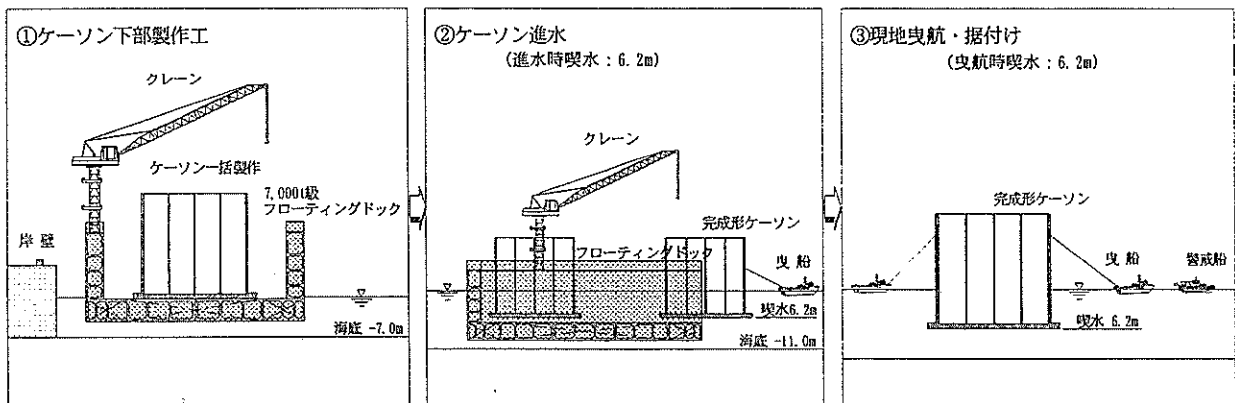 ①ケーソン下部製作工
クレーン
ケーソン一括製作
7,000t級
フローティングドック
岸 壁
海底 -7.0m
②ケーソン進水
(進水時喫水：6.2m)
クレーン
完成形ケーソン
フローティングドック
曳 船
喫水6.2m
海底 -11.0m
③現地曳航・据付け
(曳航時喫水：6.2m)
完成形ケーソン
曳 船
警戒船
喫水 6.2m